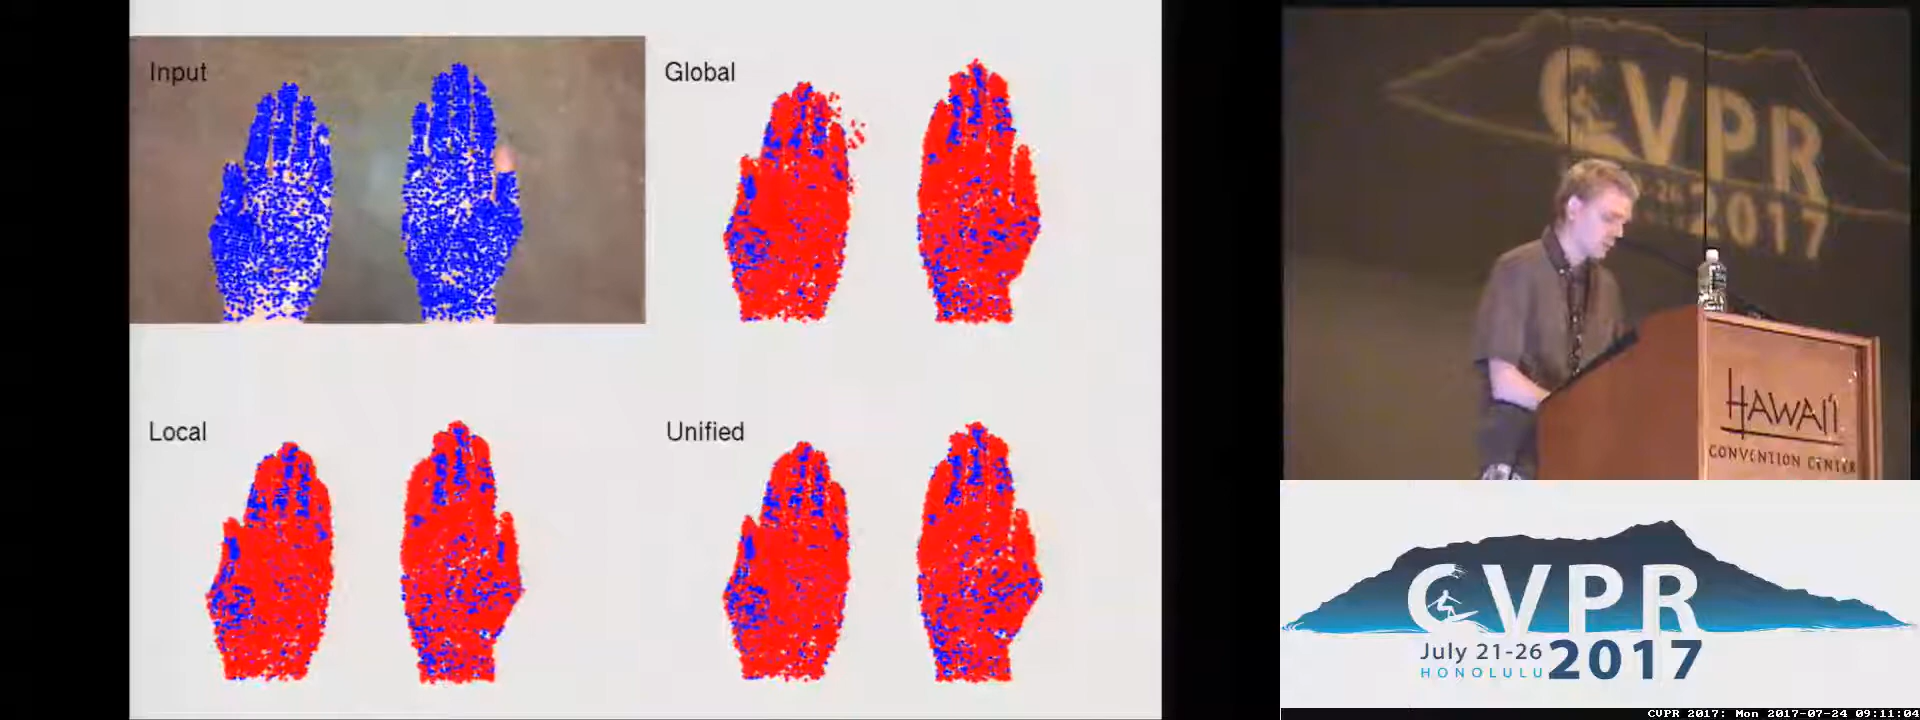 Input
Global
Local
Unified
CVPR
2017
HAWAI'I
CONVENTION CENTER
CVPR
July 21-26
HONOLULU
2017
CVPR 2017: Mon 2017-07-24 09:11:04